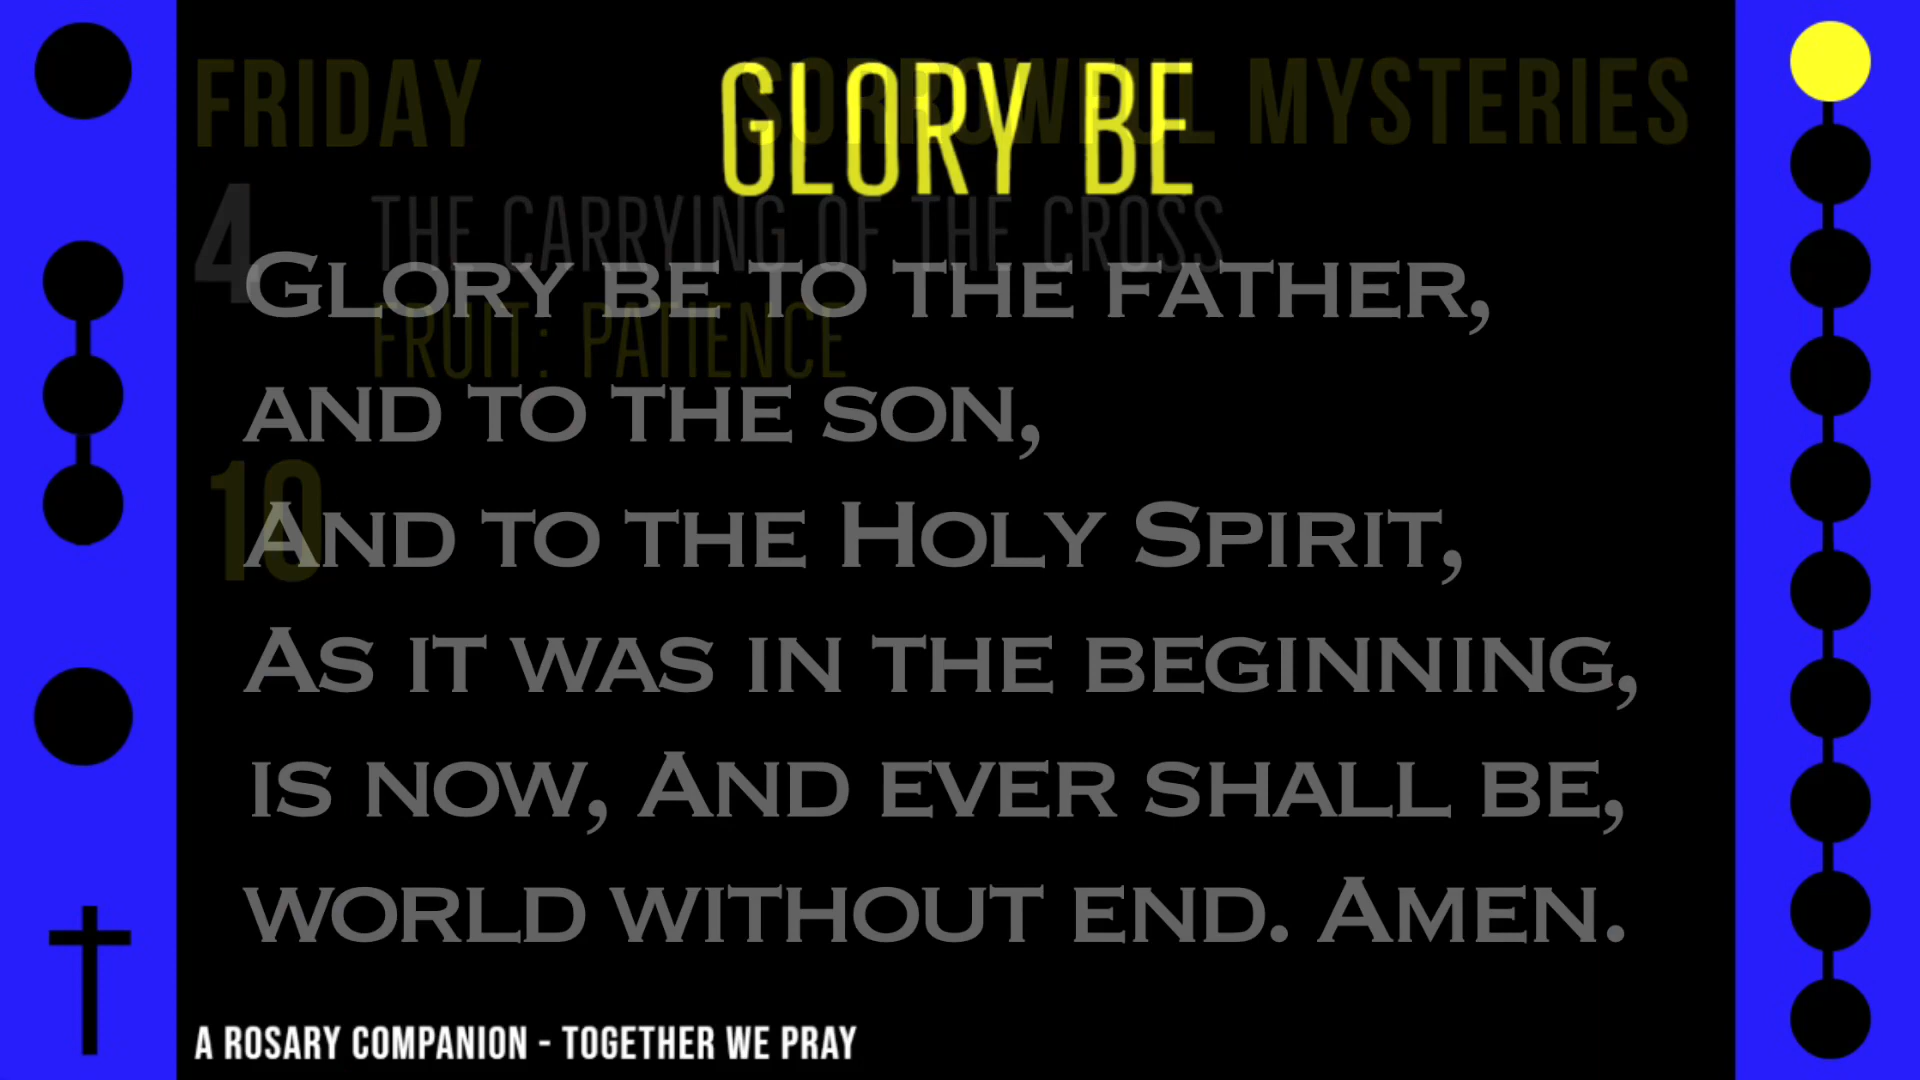 FRIDAY SORROWFUL MYSTERIES
GLORY BE
4 THE CARRYING OF THE CROSS
GLORY BE TO THE FATHER,
FRUIT: PATIENCE
AND TO THE SON,
10
AND TO THE HOLY SPIRIT,
AS IT WAS IN THE BEGINNING,
IS NOW, AND EVER SHALL BE,
WORLD WITHOUT END. AMEN.
A ROSARY COMPANION - TOGETHER WE PRAY